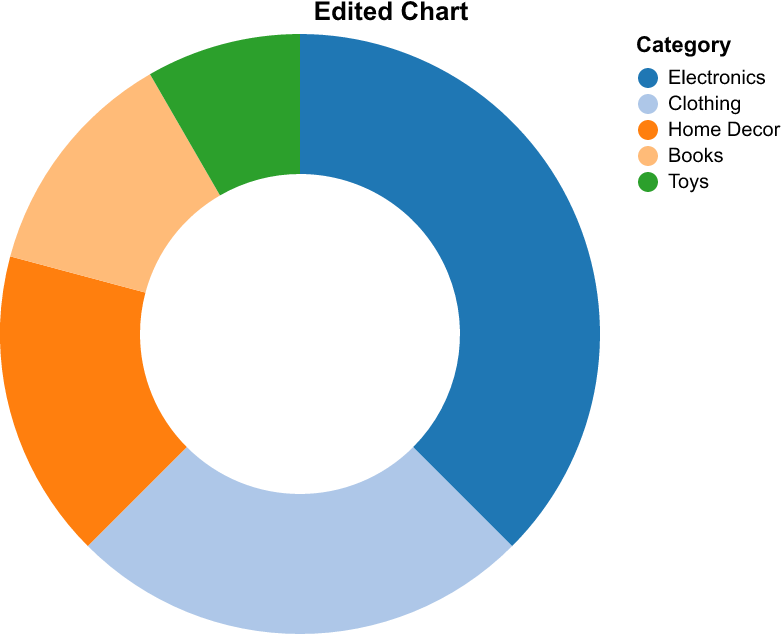 Edited Chart
Category
Electronics
Clothing
Home Decor
Books
Toys